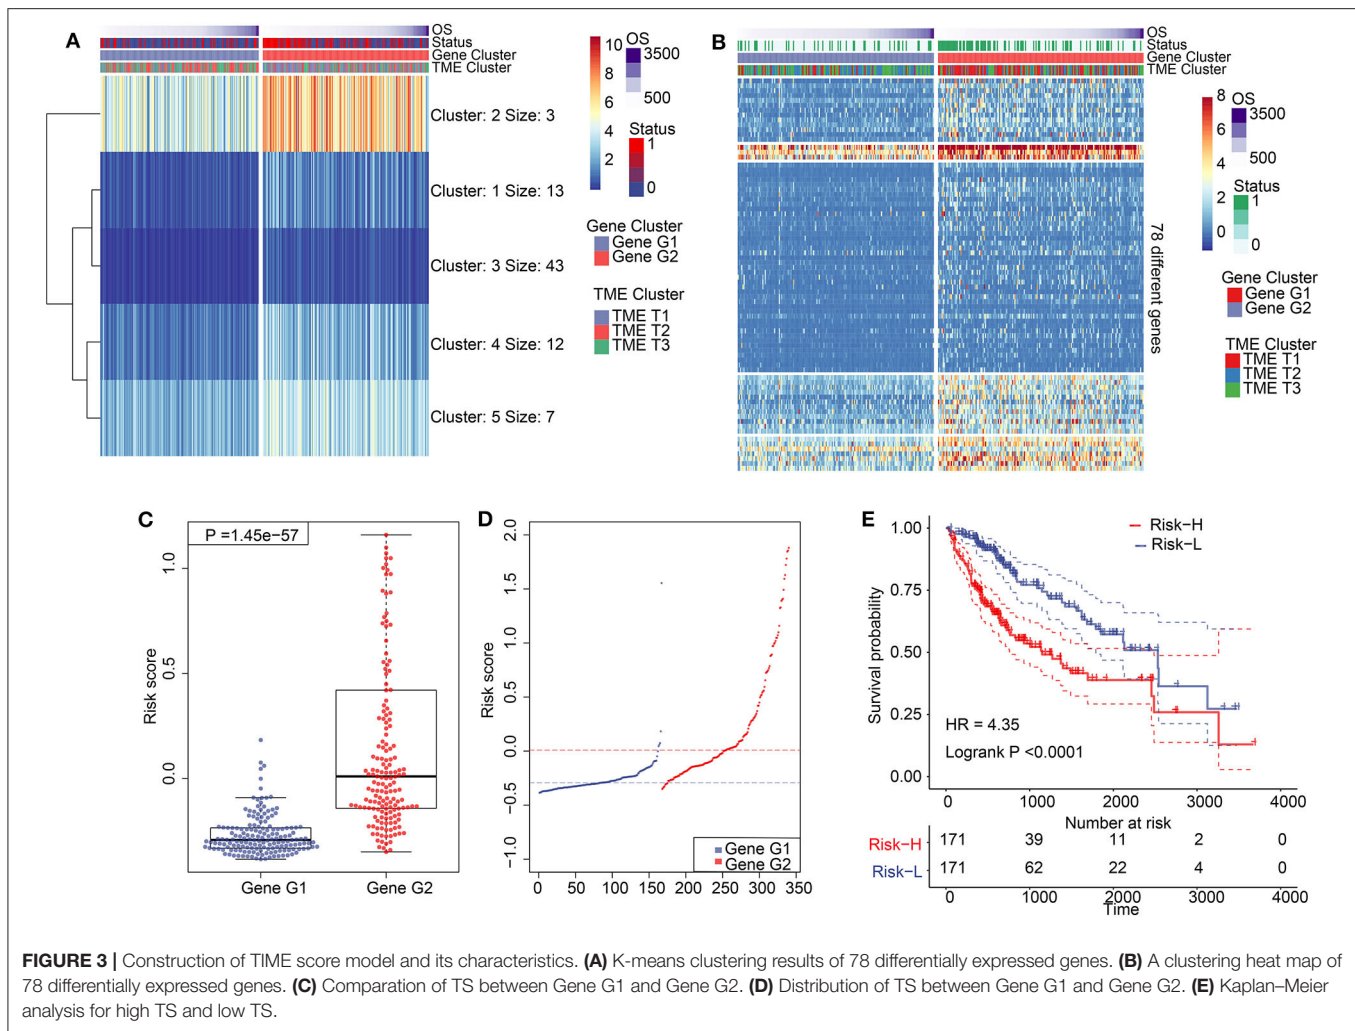 A
OS
Status
Gene Cluster
TME Cluster
Cluster: 2 Size: 3
Cluster: 1 Size: 13
Cluster: 3 Size: 43
Cluster: 4 Size: 12
Cluster: 5 Size: 7
10
8
6
4
2
OS
3500
500
Status
1
0
Gene Cluster
Gene G1
Gene G2
TME Cluster
TME T1
TME T2
TME T3
B
OS
Status
Gene Cluster
TME Cluster
78 different genes
8
6
4
2
0
OS
3500
500
Status
1
0
Gene Cluster
Gene G1
Gene G2
TME Cluster
TME T1
TME T2
TME T3
C
P =1.45e−57
Risk score
1.0
0.5
0.0
Gene G1 Gene G2
D
Risk score
2.0
1.5
1.0
0.5
0.0
−0.5
−1.0
Gene G1
Gene G2
0 50 100 150 200 250 300 350
E
Survival probability
1.00
0.75
0.50
0.25
0.00
Risk−H
Risk−L
HR = 4.35
Logrank P <0.0001
0 1000 2000 3000 4000
Number at risk
Risk−H 171 39 11 2 0
Risk−L 171 62 22 4 0
0 1000 2000 3000 4000
Time
FIGURE 3 | Construction of TIME score model and its characteristics. (A) K-means clustering results of 78 differentially expressed genes. (B) A clustering heat map of
78 differentially expressed genes. (C) Comparation of TS between Gene G1 and Gene G2. (D) Distribution of TS between Gene G1 and Gene G2. (E) Kaplan–Meier
analysis for high TS and low TS.